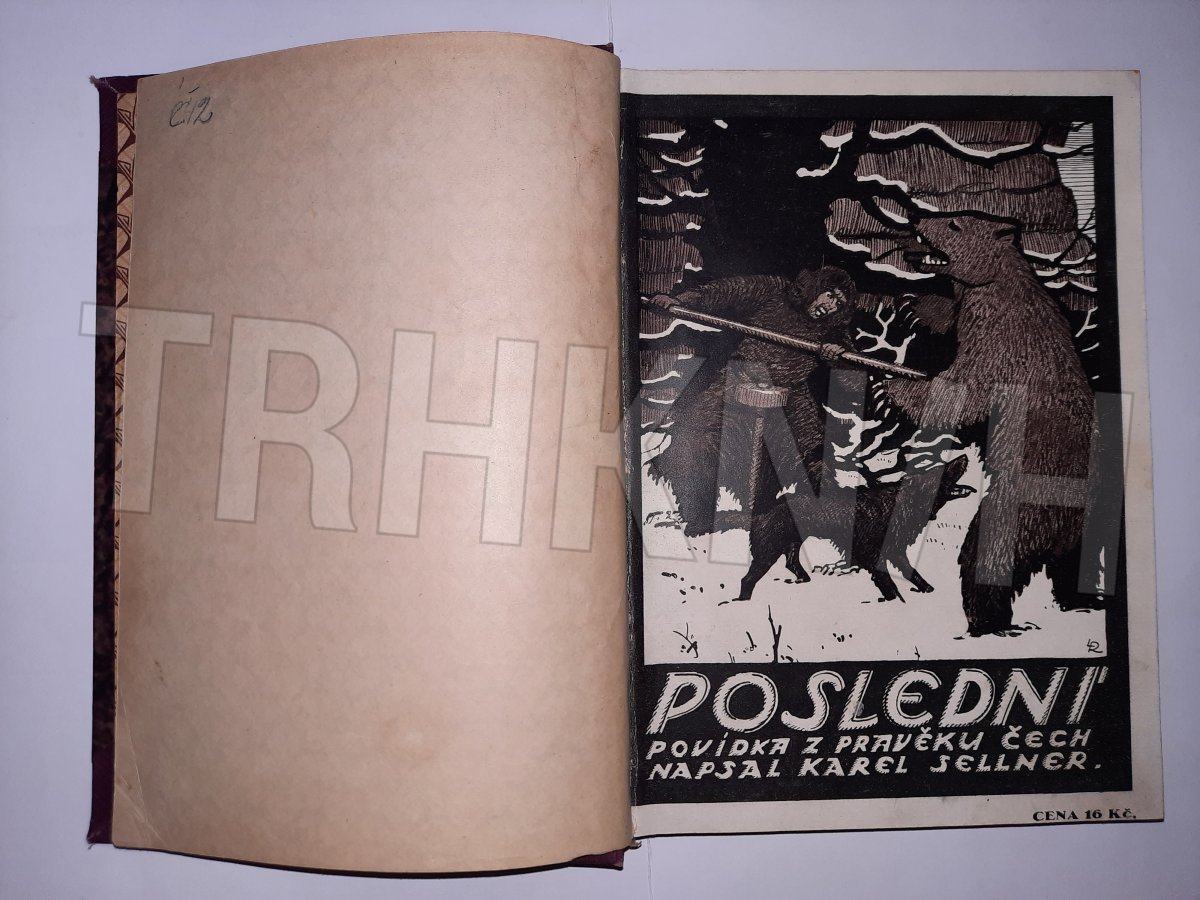 č.12
TRHKNIH
POSLEDNÍ
POVÍDKA Z PRAVĚKU ČECH
NAPSAL KAREL SELLNER.
CENA 16 Kč.